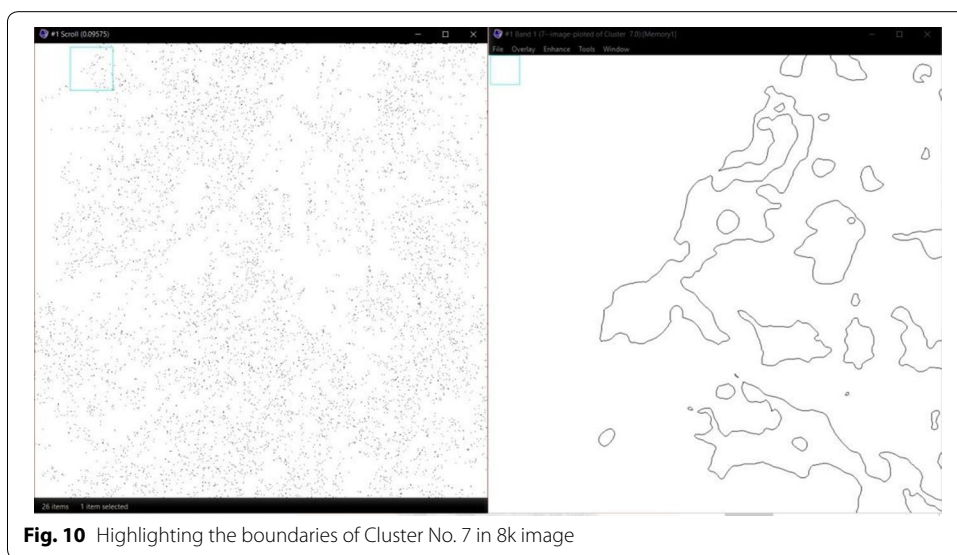 #1 Scroll (0.09575)
#1 Band 1 (7--image-ploted of Cluster 7.0):[Memory1]
File Overlay Enhance Tools Window
26 items 1 item selected
Fig. 10 Highlighting the boundaries of Cluster No. 7 in 8k image